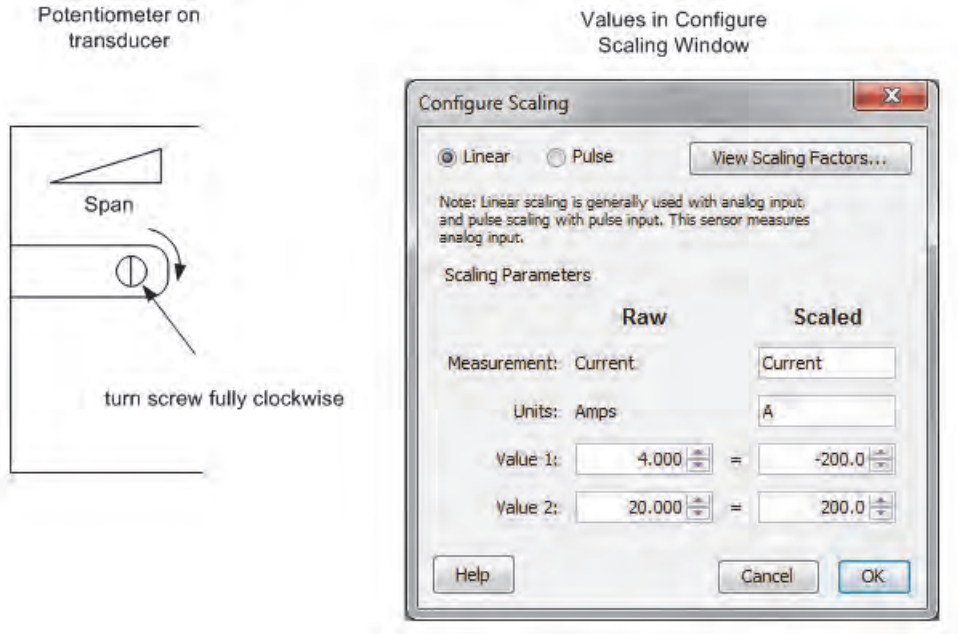 Potentiometer on
transducer
Values in Configure
Scaling Window
Span
turn screw fully clockwise
Configure Scaling
Linear Pulse View Scaling Factors...
Note: Linear scaling is generally used with analog input,
and pulse scaling with pulse input. This sensor measures
analog input.
Scaling Parameters
Raw Scaled
Measurement: Current Current
Units: Amps A
Value 1: 4.000 = -200.0
Value 2: 20.000 = 200.0
Help Cancel OK